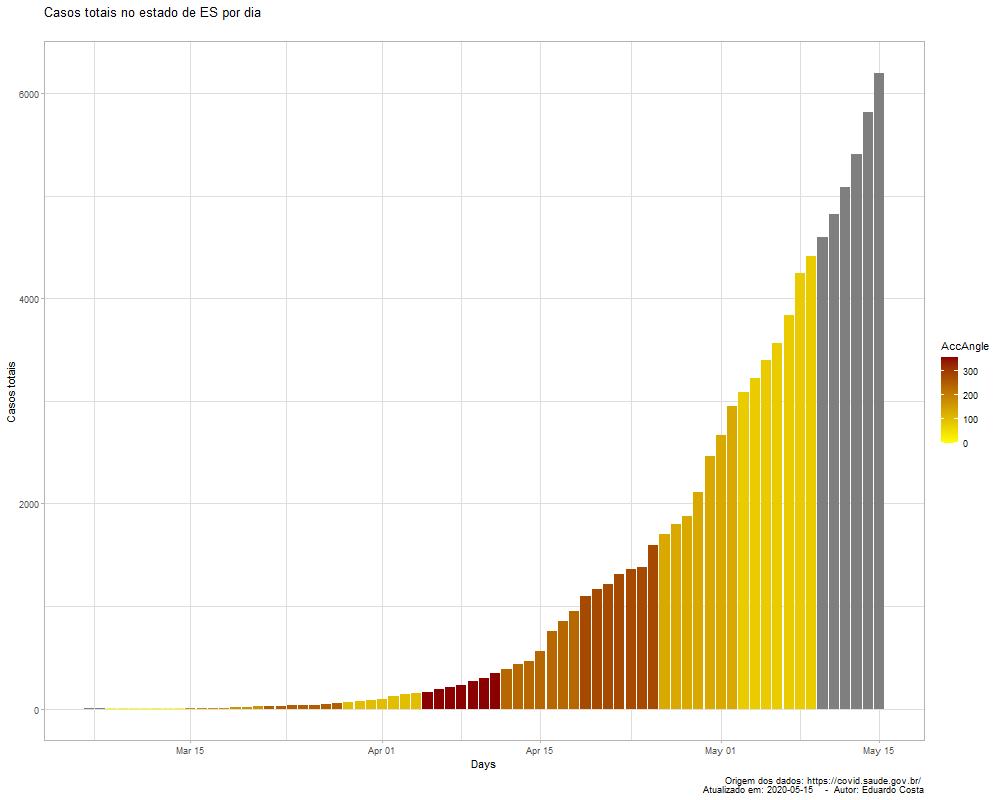 Casos totais no estado de ES por dia
Casos totais
6000
4000
2000
0
Mar 15
Apr 01
Apr 15
May 01
May 15
Days
AccAngle
300
200
100
0
Origem dos dados: https://covid.saude.gov.br/
Atualizado em: 2020-05-15 - Autor: Eduardo Costa